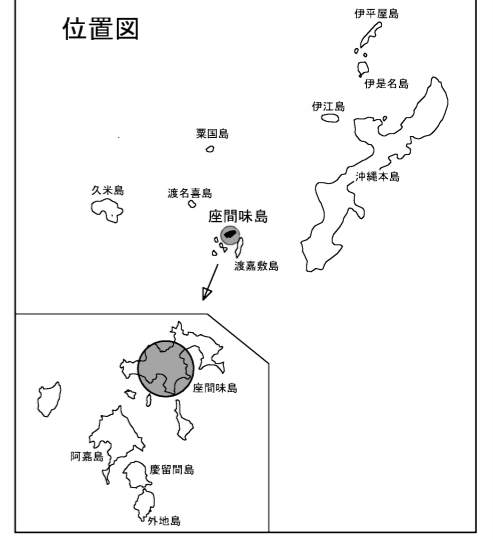 位置図
伊平屋島
伊是名島
伊江島
粟国島
沖縄本島
久米島
渡名喜島
座間味島
渡嘉敷島
座間味島
阿嘉島
慶留間島
外地島